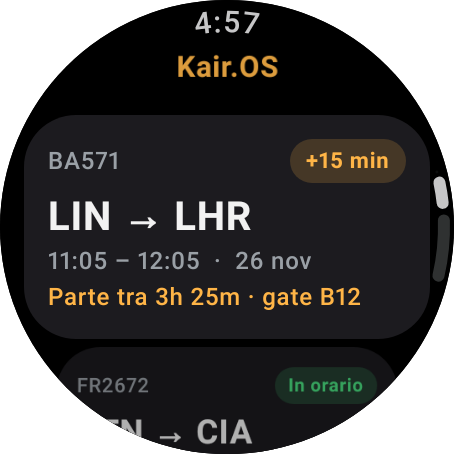 4:57
Kair.OS
BA571
+15 min
LIN → LHR
11:05 – 12:05 · 26 nov
Parte tra 3h 25m · gate B12
FR2672
In orario
→ CIA